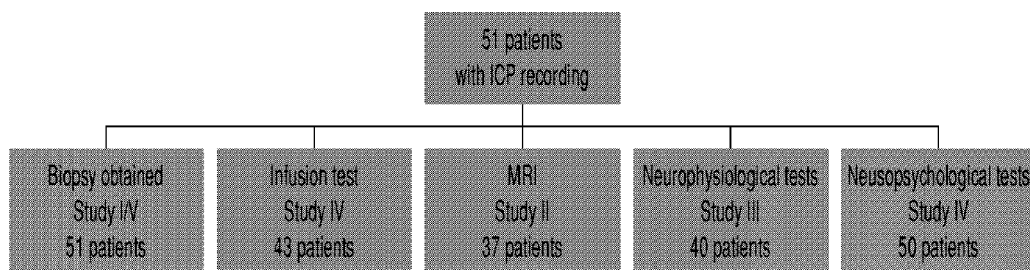 51 patients
with ICP recording
Biopsy obtained
Study I/V
51 patients
Infusion test
Study IV
43 patients
MRI
Study II
37 patients
Neurophysiological tests
Study III
40 patients
Neusopsychological tests
Study IV
50 patients